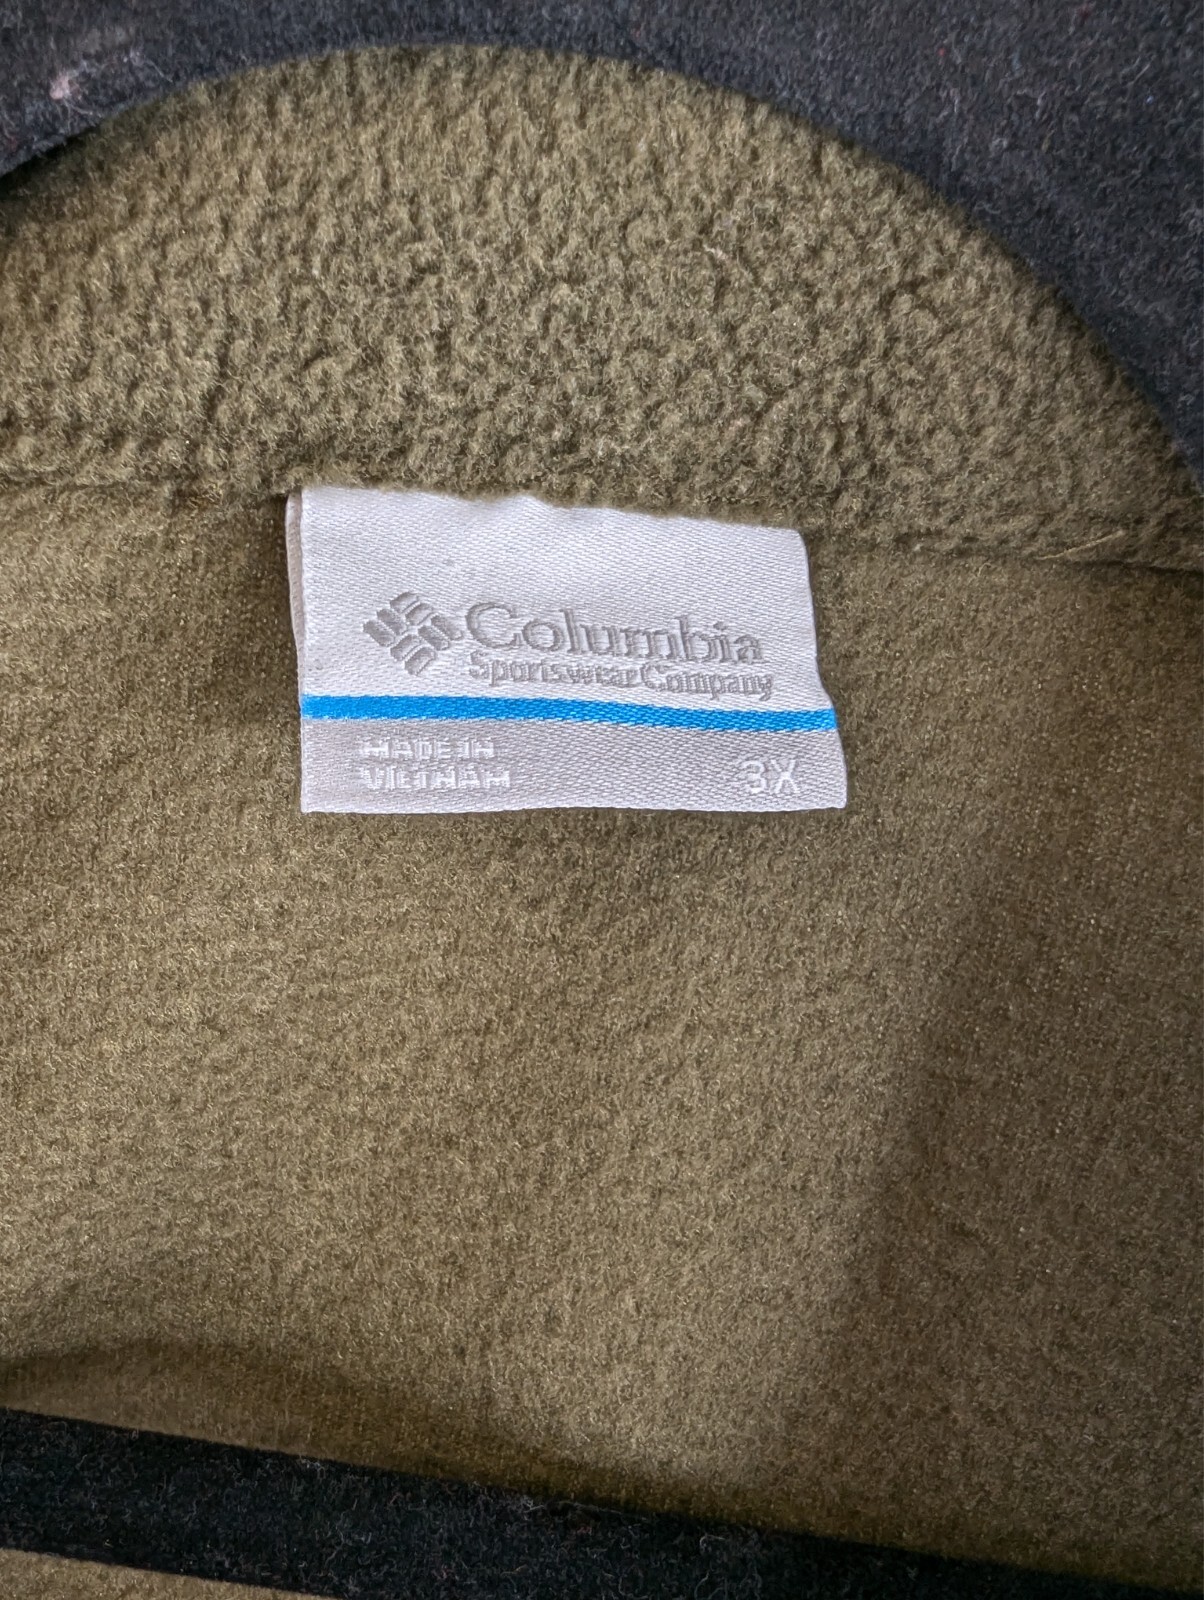 Columbia
Sportswear Company
MADE IN
VIETNAM
3X